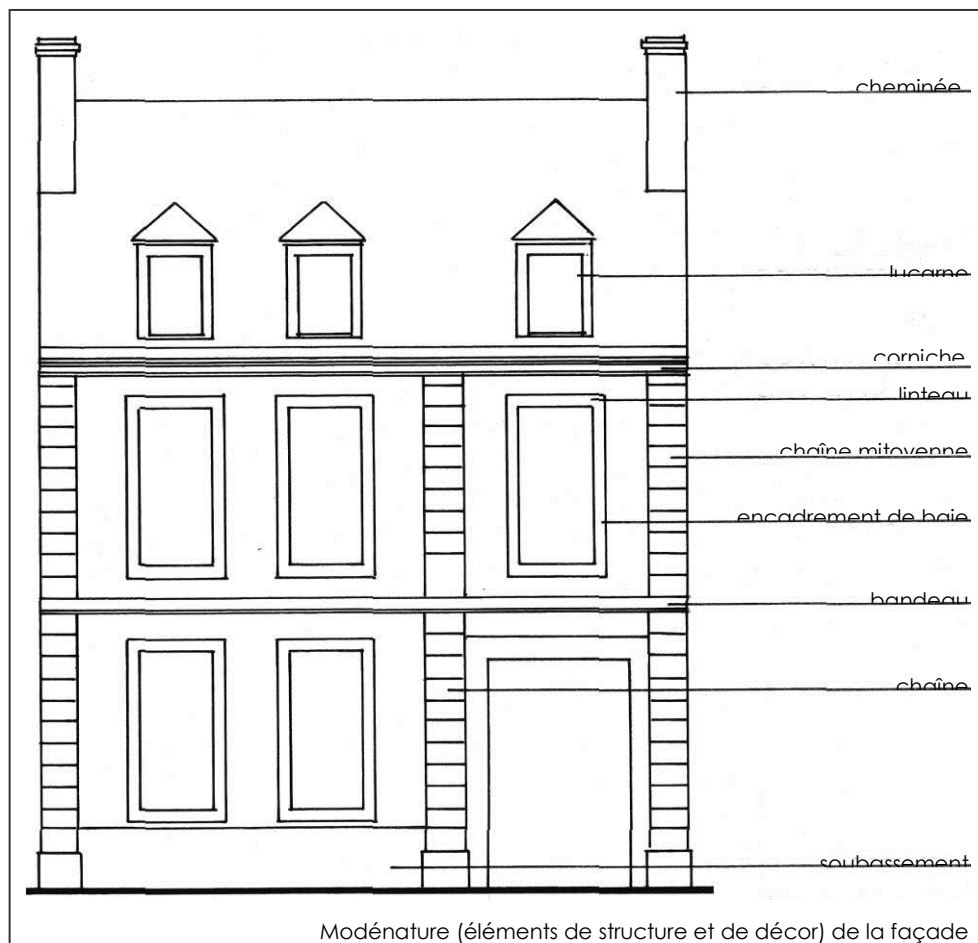 cheminée
lucarne
corniche
linteau
chaîne mitoyenne
encadrement de baie
bandeau
chaîne
soubassement
Modénature (éléments de structure et de décor) de la façade